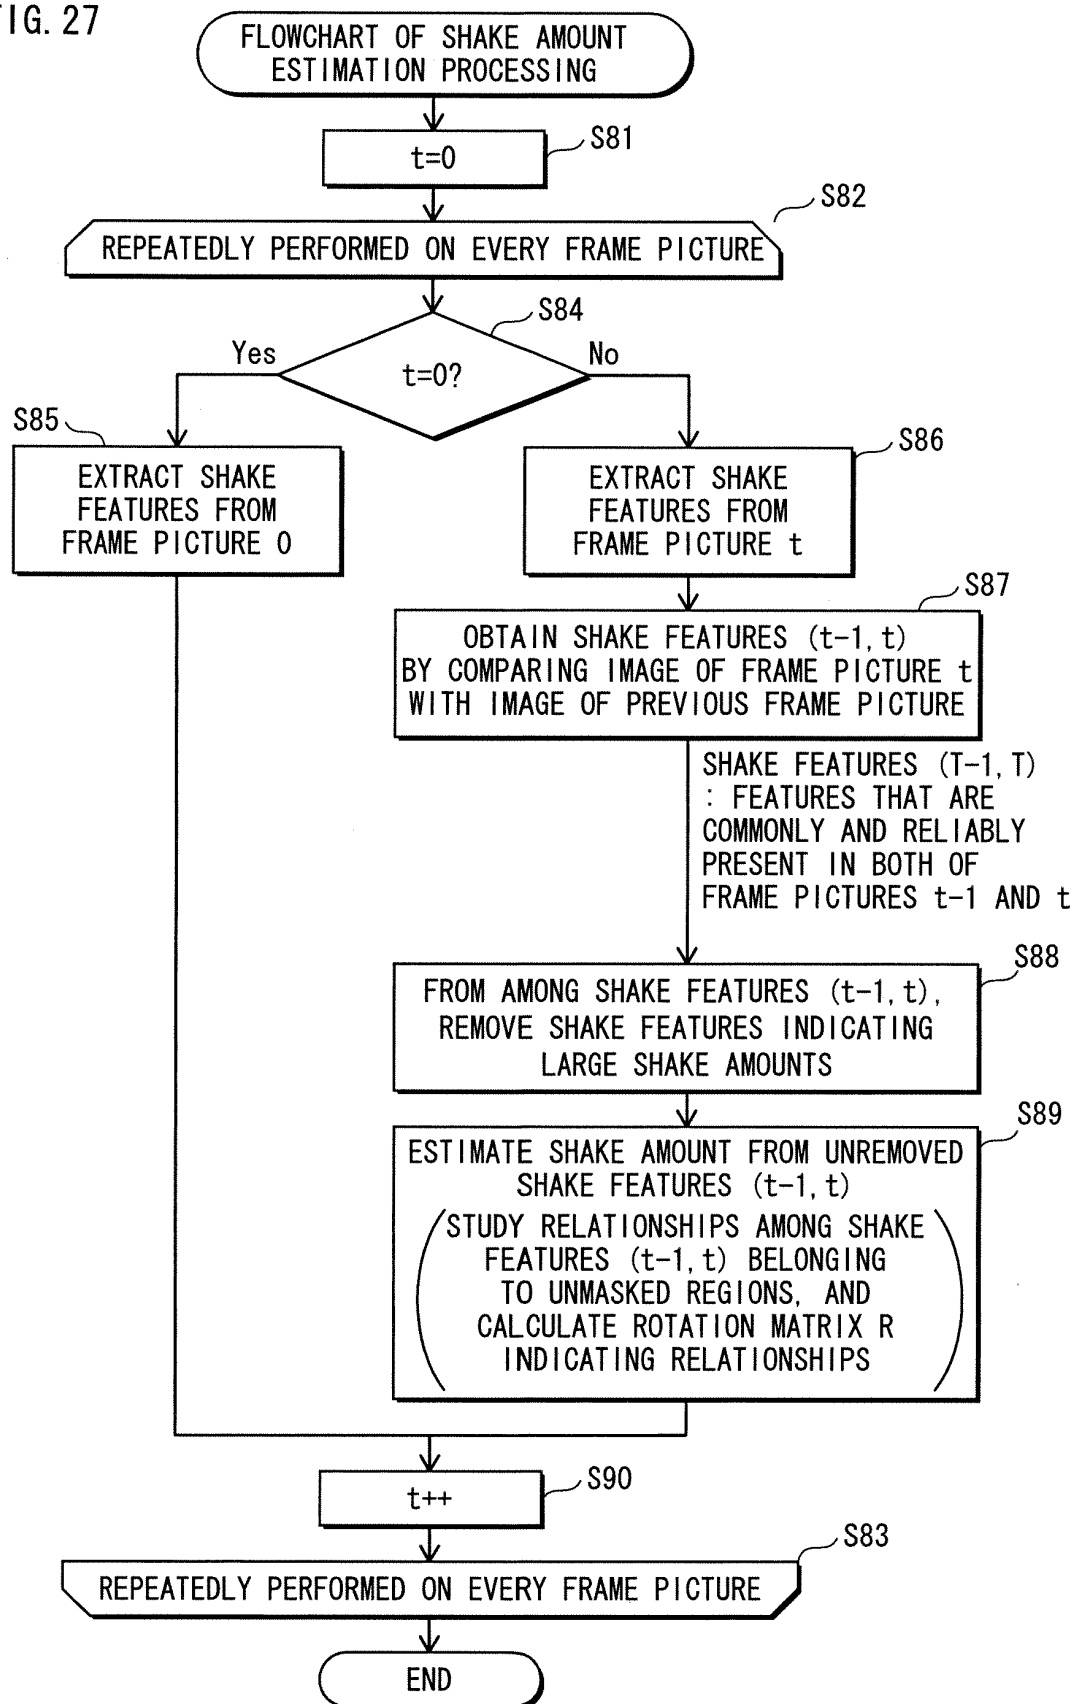 FIG. 27
FLOWCHART OF SHAKE AMOUNT
ESTIMATION PROCESSING
t=0
S81
S82
REPEATEDLY PERFORMED ON EVERY FRAME PICTURE
S84
t=0?
Yes
No
S85
EXTRACT SHAKE
FEATURES FROM
FRAME PICTURE 0
S86
EXTRACT SHAKE
FEATURES FROM
FRAME PICTURE t
S87
OBTAIN SHAKE FEATURES (t-1, t)
BY COMPARING IMAGE OF FRAME PICTURE t
WITH IMAGE OF PREVIOUS FRAME PICTURE
SHAKE FEATURES (T-1, T)
: FEATURES THAT ARE
COMMONLY AND RELIABLY
PRESENT IN BOTH OF
FRAME PICTURES t-1 AND t
S88
FROM AMONG SHAKE FEATURES (t-1, t),
REMOVE SHAKE FEATURES INDICATING
LARGE SHAKE AMOUNTS
S89
ESTIMATE SHAKE AMOUNT FROM UNREMOVED
SHAKE FEATURES (t-1, t)
(STUDY RELATIONSHIPS AMONG SHAKE
FEATURES (t-1, t) BELONGING
TO UNMASKED REGIONS, AND
CALCULATE ROTATION MATRIX R
INDICATING RELATIONSHIPS)
t++
S90
S83
REPEATEDLY PERFORMED ON EVERY FRAME PICTURE
END